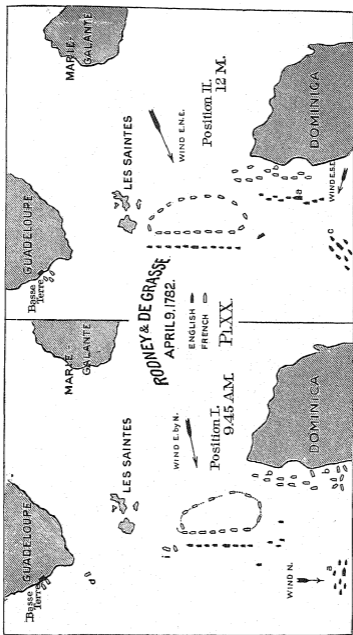 MARIE-
GALANTE
GUADELOUPE
Basse
Terre
LES SAINTES
WIND E.N.E.
Position II.
12 M.
DOMINICA
b
a
WIND E.S.E.
c
RODNEY & DE GRASSE.
APRIL 9, 1782.
ENGLISH
FRENCH
Pl. XX.
MARIE-
GALANTE
GUADELOUPE
Basse
Terre
d
LES SAINTES
WIND E. by N.
Position I.
9.45 A.M.
i
DOMINICA
b
b
WIND N.
a